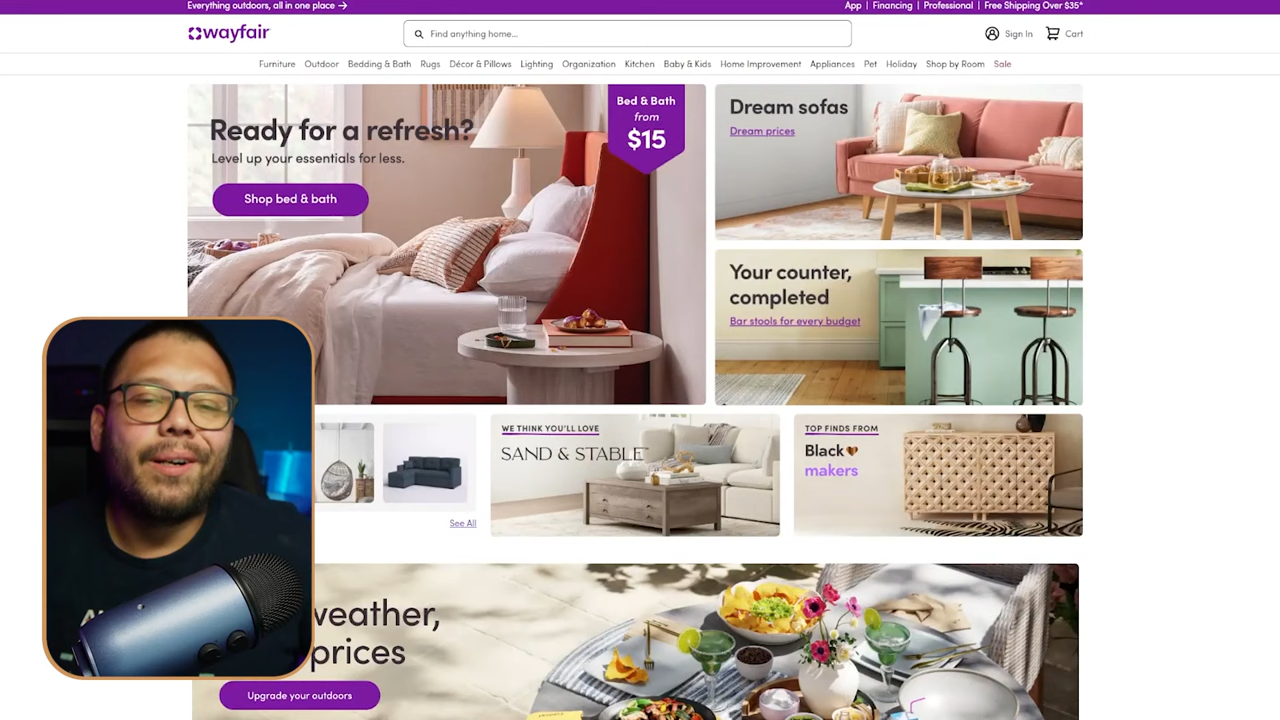 Everything outdoors, all in one place →
App | Financing | Professional | Free Shipping Over $35*
wayfair
Find anything home...
Sign In
Cart
Furniture Outdoor Bedding & Bath Rugs Décor & Pillows Lighting Organization Kitchen Baby & Kids Home Improvement Appliances Pet Holiday Shop by Room Sale
Ready for a refresh?
Level up your essentials for less.
Shop bed & bath
Bed & Bath
from
$15
Dream sofas
Dream prices
Your counter,
completed
Bar stools for every budget
See All
WE THINK YOU'LL LOVE
SAND & STABLE™
TOP FINDS FROM
Black
makers
weather,
prices
Upgrade your outdoors